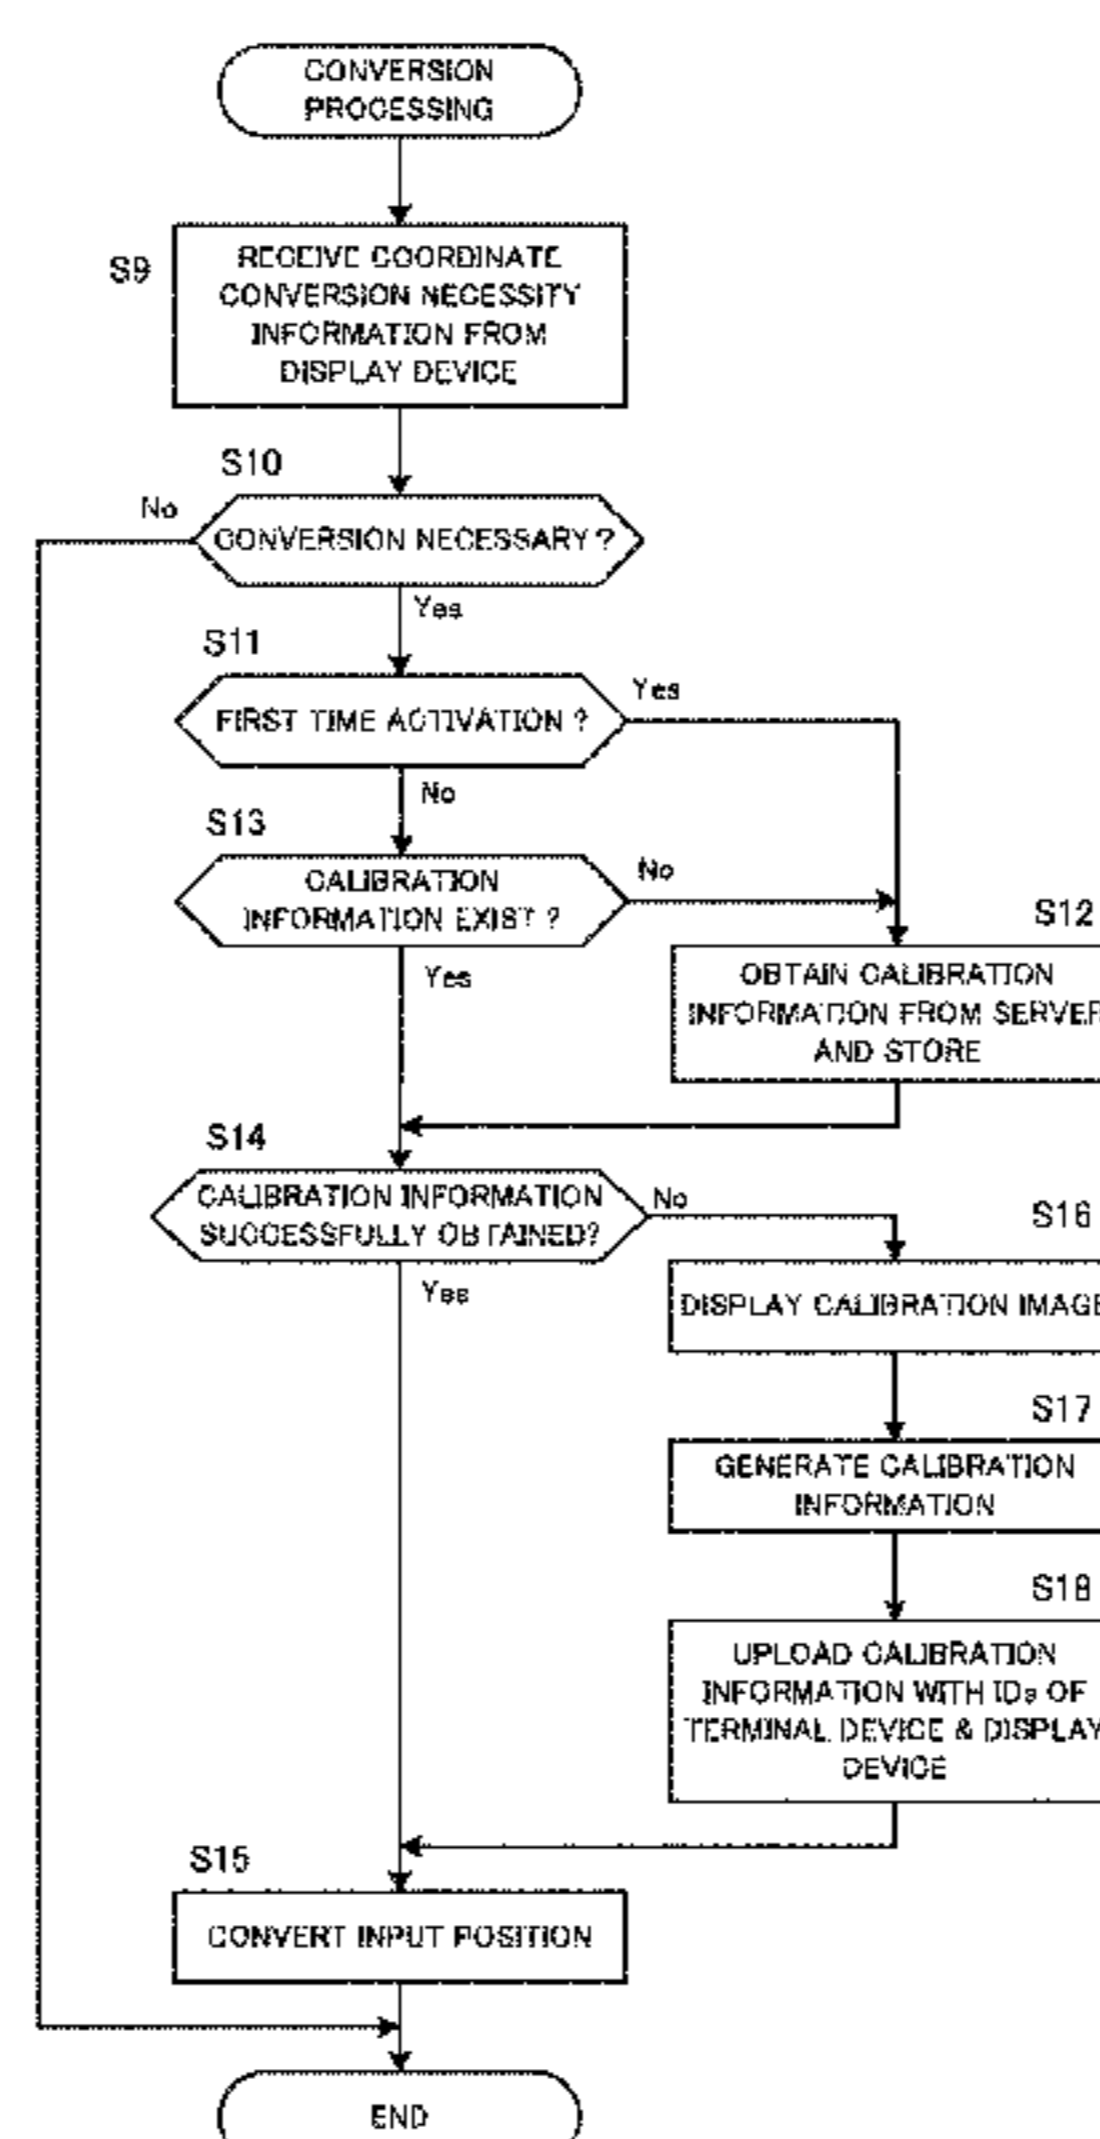 CONVERSION
PROCESSING
S9
RECEIVE COORDINATE
CONVERSION NECESSITY
INFORMATION FROM
DISPLAY DEVICE
S10
No
CONVERSION NECESSARY ?
Yes
S11
FIRST TIME ACTIVATION ?
Yes
No
S13
CALIBRATION
INFORMATION EXIST ?
No
Yes
S12
OBTAIN CALIBRATION
INFORMATION FROM SERVER
AND STORE
S14
CALIBRATION INFORMATION
SUCCESSFULLY OBTAINED?
No
Yes
S16
DISPLAY CALIBRATION IMAGE
S17
GENERATE CALIBRATION
INFORMATION
S18
UPLOAD CALIBRATION
INFORMATION WITH IDs OF
TERMINAL DEVICE & DISPLAY
DEVICE
S15
CONVERT INPUT POSITION
END